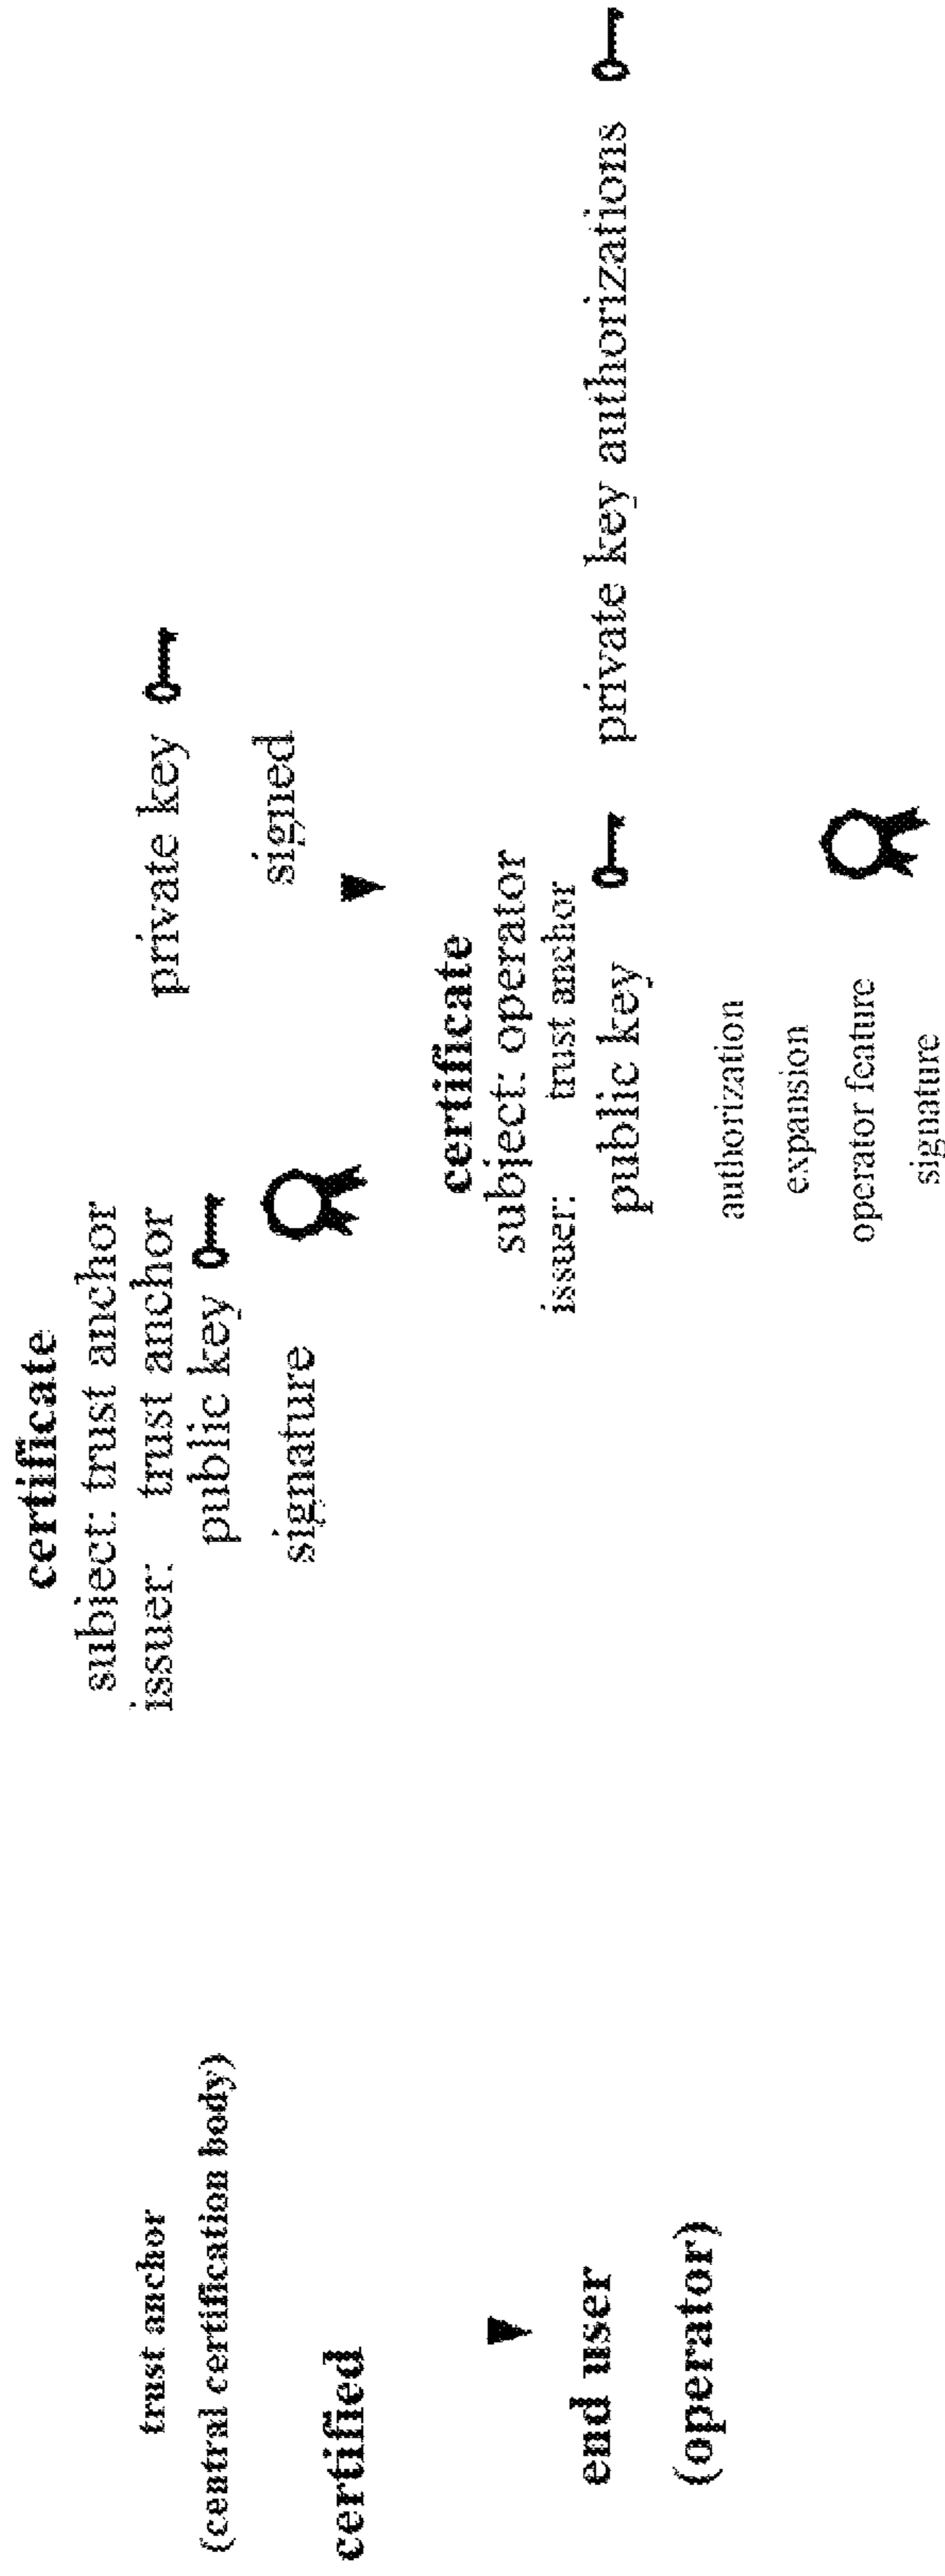 trust anchor
(central certification body)
certified
end user
(operator)
certificate
subject: trust anchor
issuer: trust anchor
public key
signature
private key
signed
certificate
subject: operator
issuer: trust anchor
public key
private key authorizations
authorization
expansion
operator feature
signature